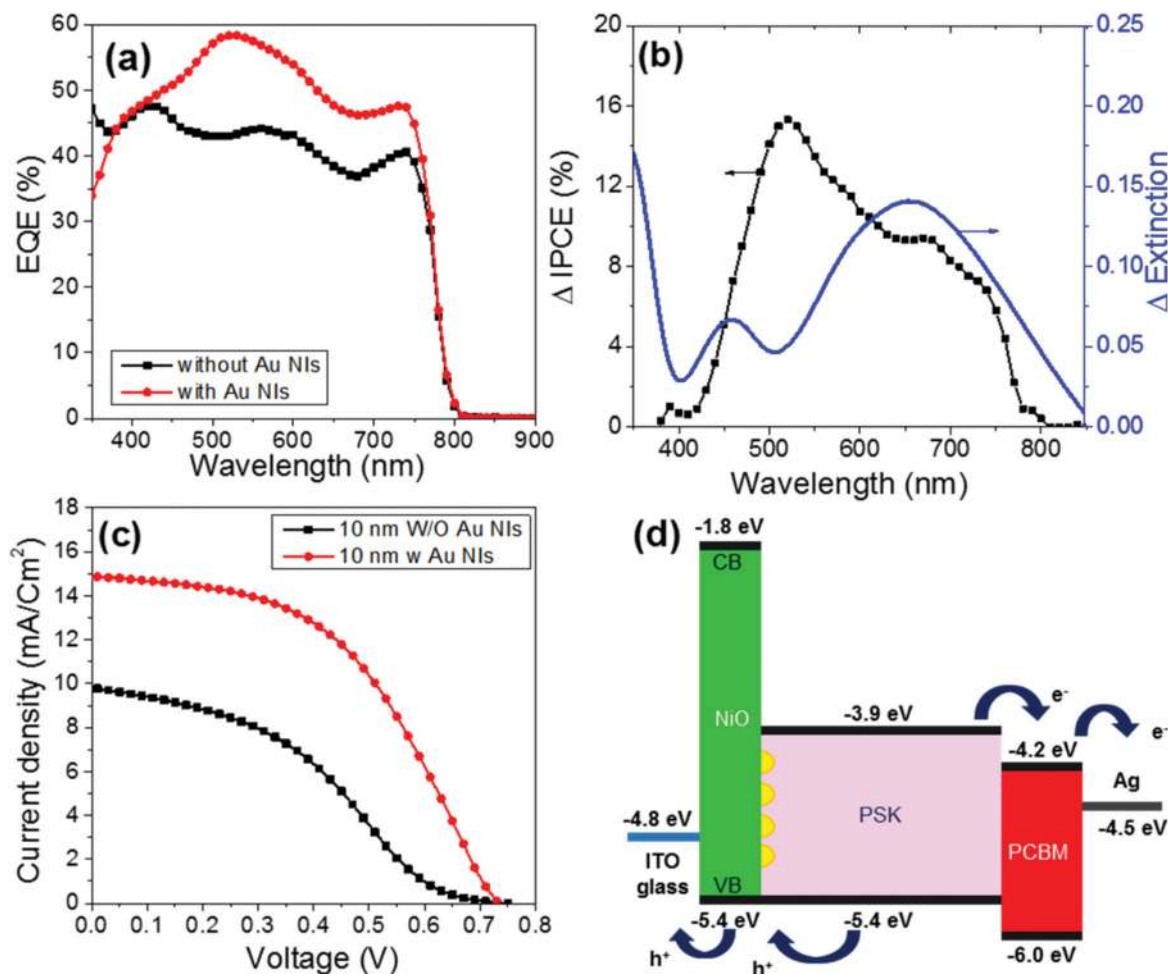 (a)
60
50
40
30
20
10
0
EQE (%)
without Au NIs
with Au NIs
400 500 600 700 800 900
Wavelength (nm)
(b)
20
16
12
8
4
0
Δ IPCE (%)
0.25
0.20
0.15
0.10
0.05
0.00
Δ Extinction
400 500 600 700 800
Wavelength (nm)
(c)
18
16
14
12
10
8
6
4
2
0
Current density (mA/Cm²)
10 nm W/O Au NIs
10 nm w Au NIs
0.0 0.1 0.2 0.3 0.4 0.5 0.6 0.7 0.8
Voltage (V)
(d)
-1.8 eV
CB
NiO
-3.9 eV
e⁻
-4.2 eV
e⁻
Ag
-4.5 eV
PSK
PCBM
-4.8 eV
ITO
glass
VB
-5.4 eV
-5.4 eV
-6.0 eV
h⁺
h⁺